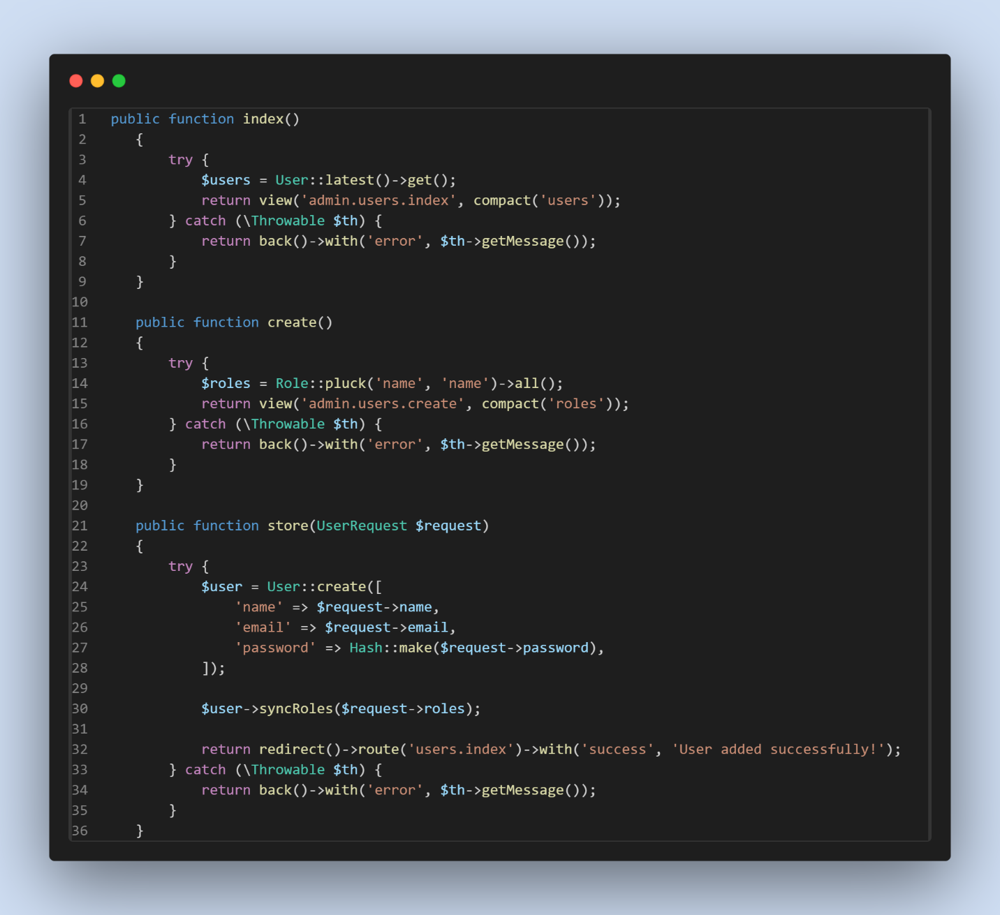 1 public function index()
2 {
3 try {
4 $users = User::latest()->get();
5 return view('admin.users.index', compact('users'));
6 } catch (\Throwable $th) {
7 return back()->with('error', $th->getMessage());
8 }
9 }
10
11 public function create()
12 {
13 try {
14 $roles = Role::pluck('name', 'name')->all();
15 return view('admin.users.create', compact('roles'));
16 } catch (\Throwable $th) {
17 return back()->with('error', $th->getMessage());
18 }
19 }
20
21 public function store(UserRequest $request)
22 {
23 try {
24 $user = User::create([
25 'name' => $request->name,
26 'email' => $request->email,
27 'password' => Hash::make($request->password),
28 ]);
29
30 $user->syncRoles($request->roles);
31
32 return redirect()->route('users.index')->with('success', 'User added successfully!');
33 } catch (\Throwable $th) {
34 return back()->with('error', $th->getMessage());
35 }
36 }